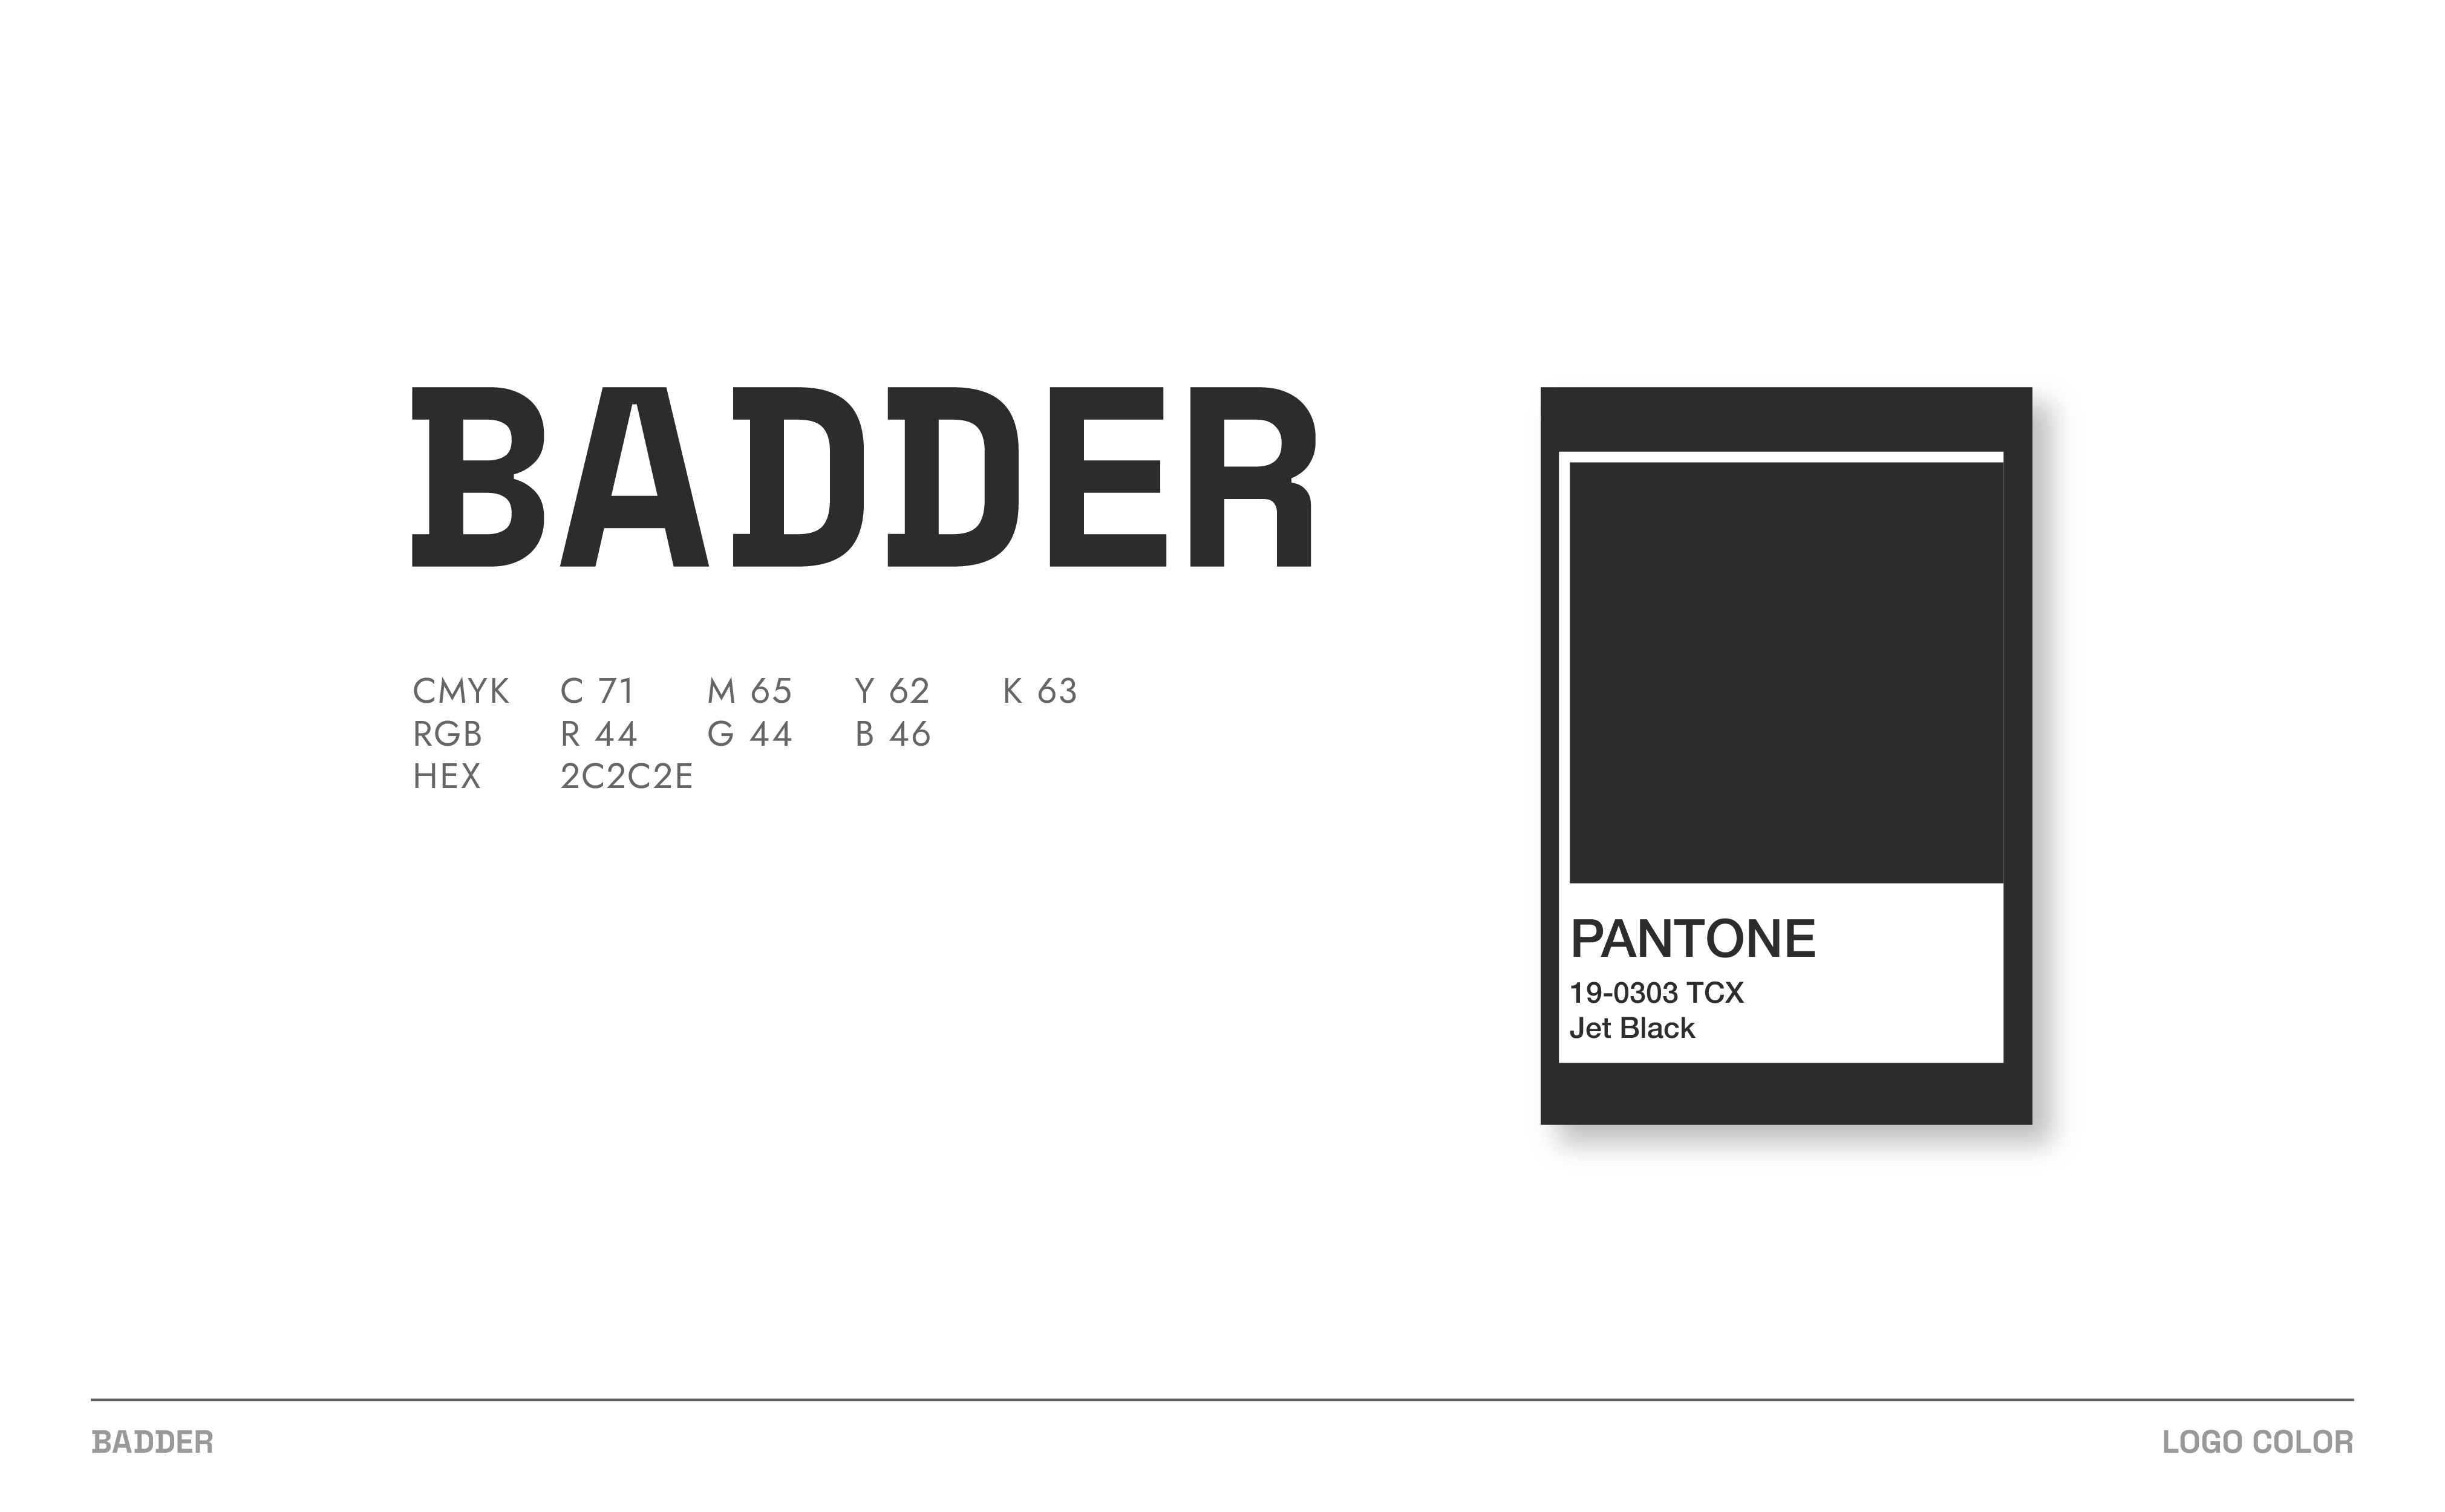 BADDER
CMYK C 71 M 65 Y 62 K 63
RGB R 44 G 44 B 46
HEX 2C2C2E
PANTONE
19-0303 TCX
Jet Black
BADDER
LOGO COLOR